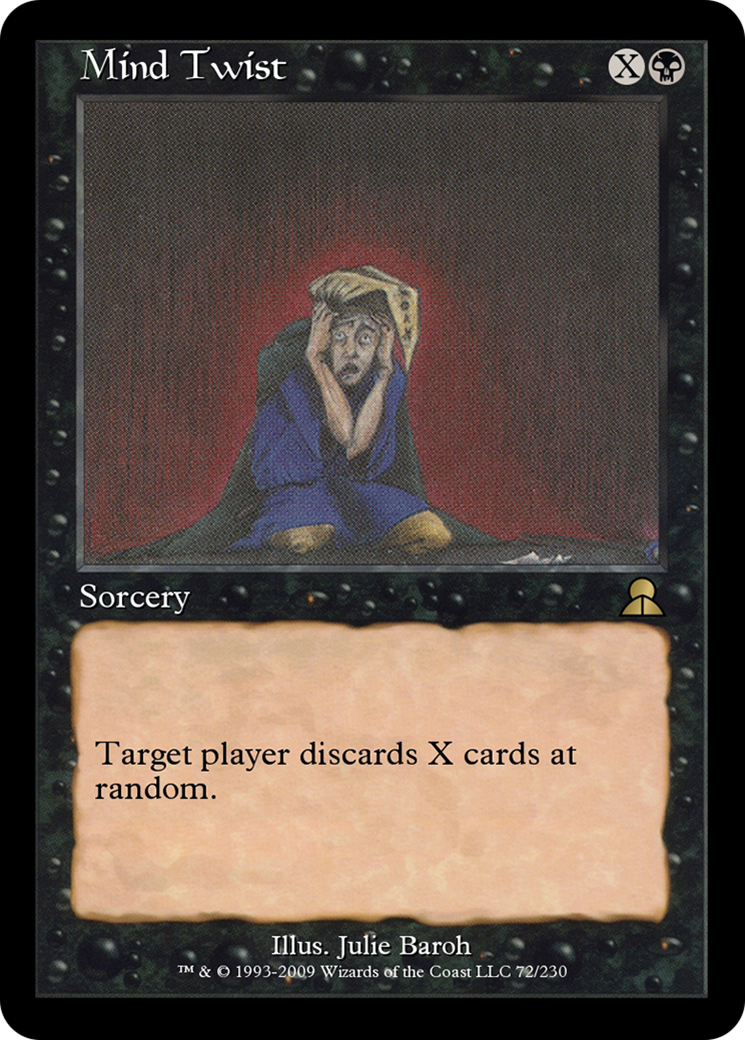 Mind Twist
X
Sorcery
Target player discards X cards at
random.
Illus. Julie Baroh
™ & © 1993-2009 Wizards of the Coast LLC 72/230